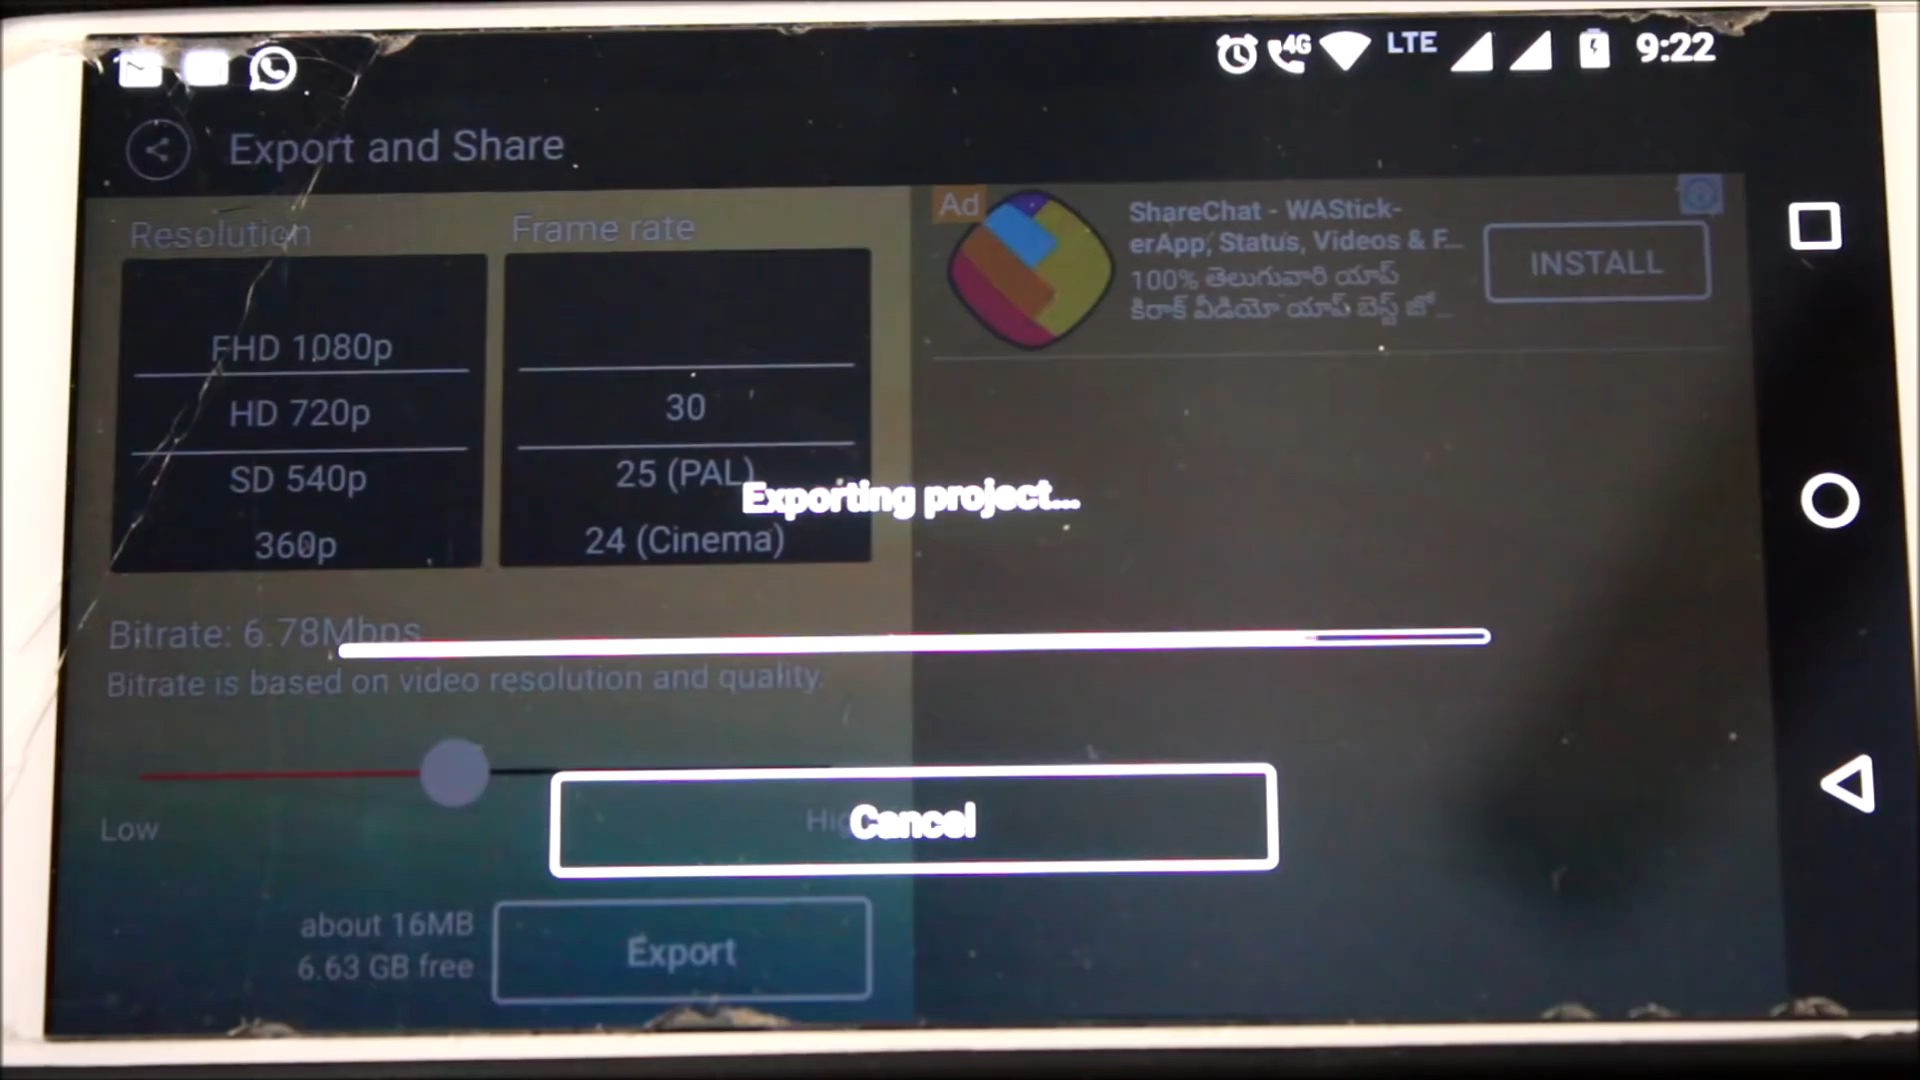 4G
LTE
9:22
Export and Share
Resolution
Frame rate
FHD 1080p
HD 720p
SD 540p
360p
30
25 (PAL)
24 (Cinema)
Ad
ShareChat - WAStick-
erApp, Status, Videos & F...
100% తెలుగువారి యాప్
కిరాక్ వీడియో యాప్ బెస్ట్ జో...
INSTALL
Exporting project...
Bitrate: 6.78Mbps
Bitrate is based on video resolution and quality.
Low
Cancel
about 16MB
6.63 GB free
Export